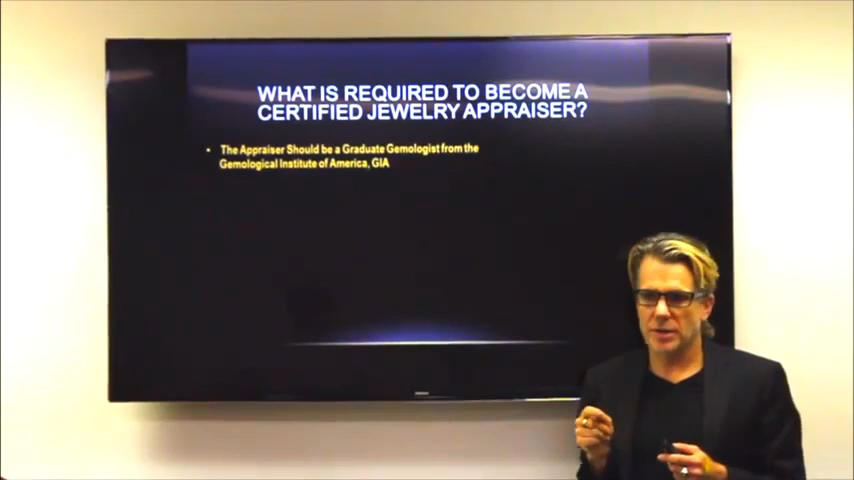 WHAT IS REQUIRED TO BECOME A
CERTIFIED JEWELRY APPRAISER?
• The Appraiser Should be a Graduate Gemologist from the
Gemological Institute of America, GIA